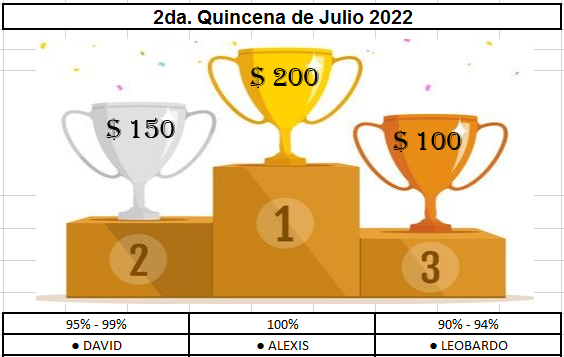 2da. Quincena de Julio 2022
$ 200
$ 150
$ 100
1
2
3
95% - 99%
100%
90% - 94%
● DAVID
● ALEXIS
● LEOBARDO